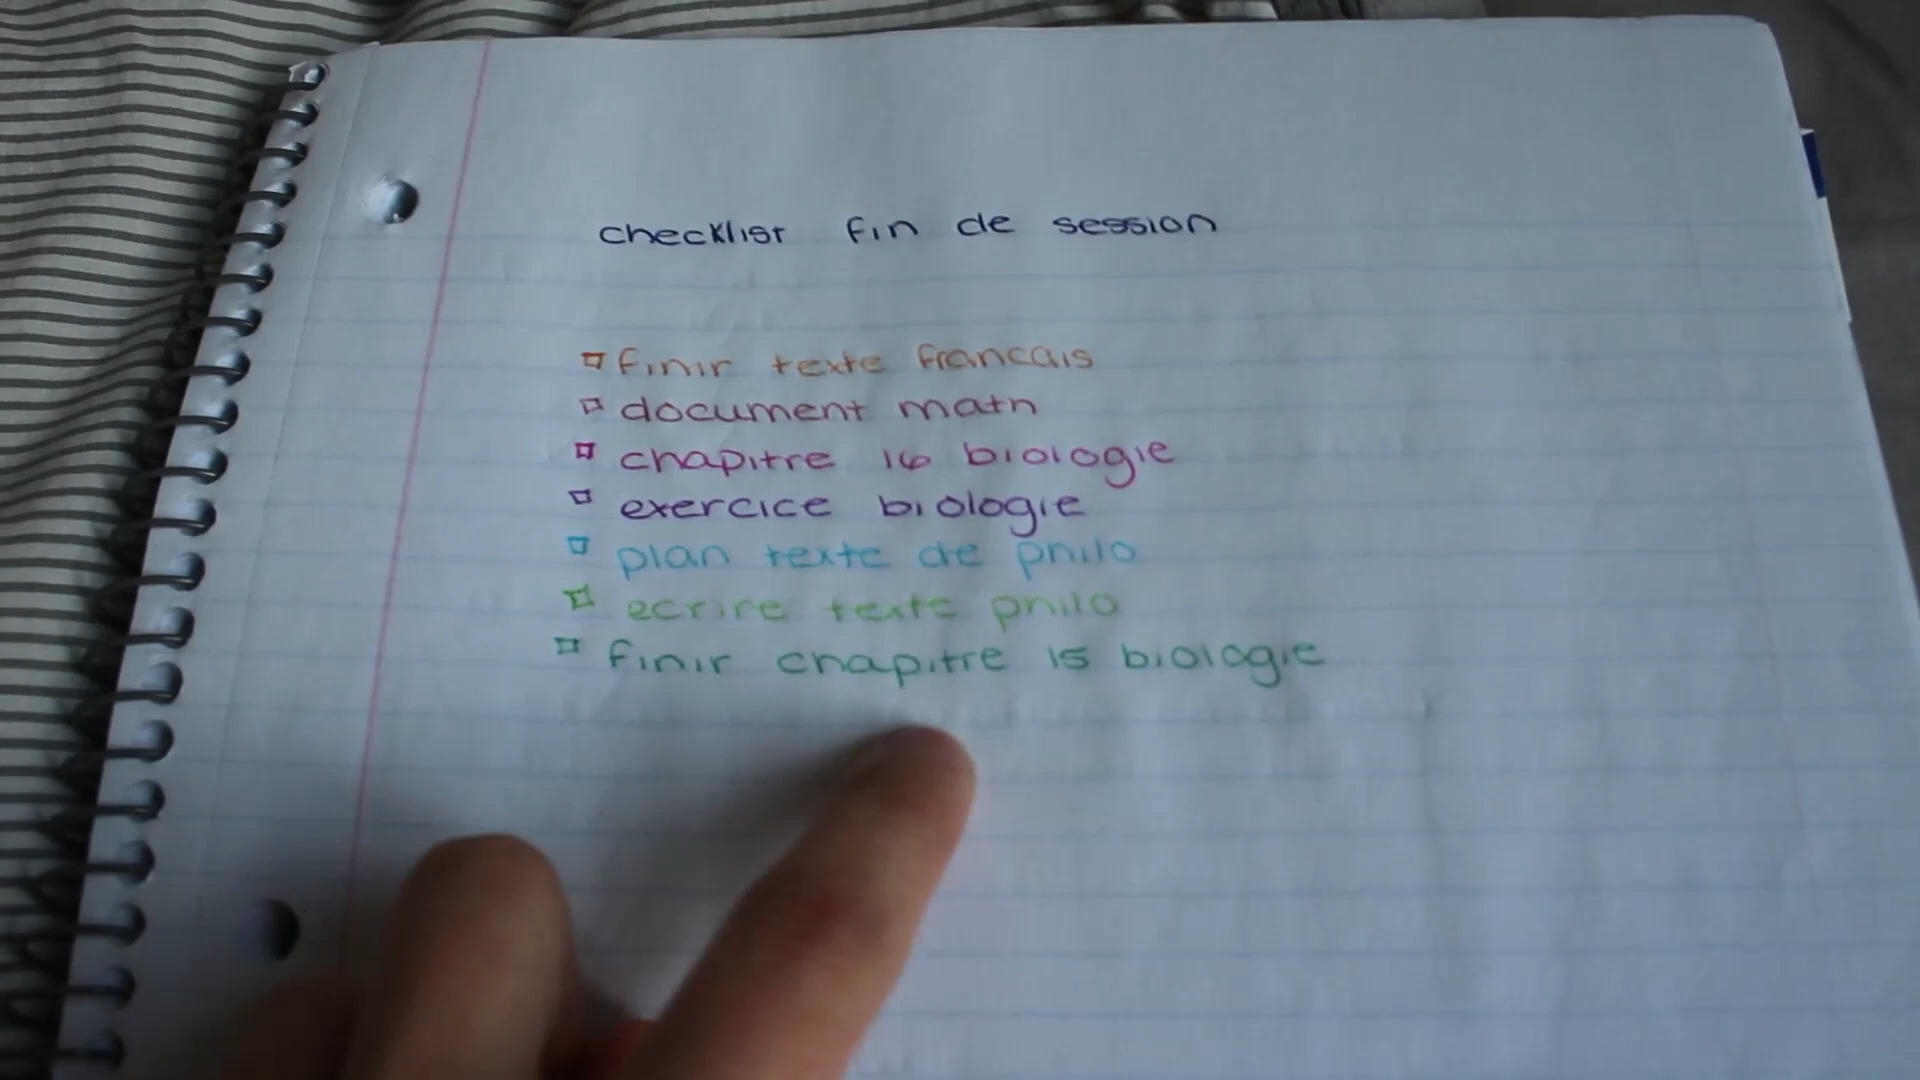 checklist fin de session
finir texte francais
document math
chapitre 16 biologie
exercice biologie
plan texte de philo
ecrire texte philo
finir chapitre 15 biologie